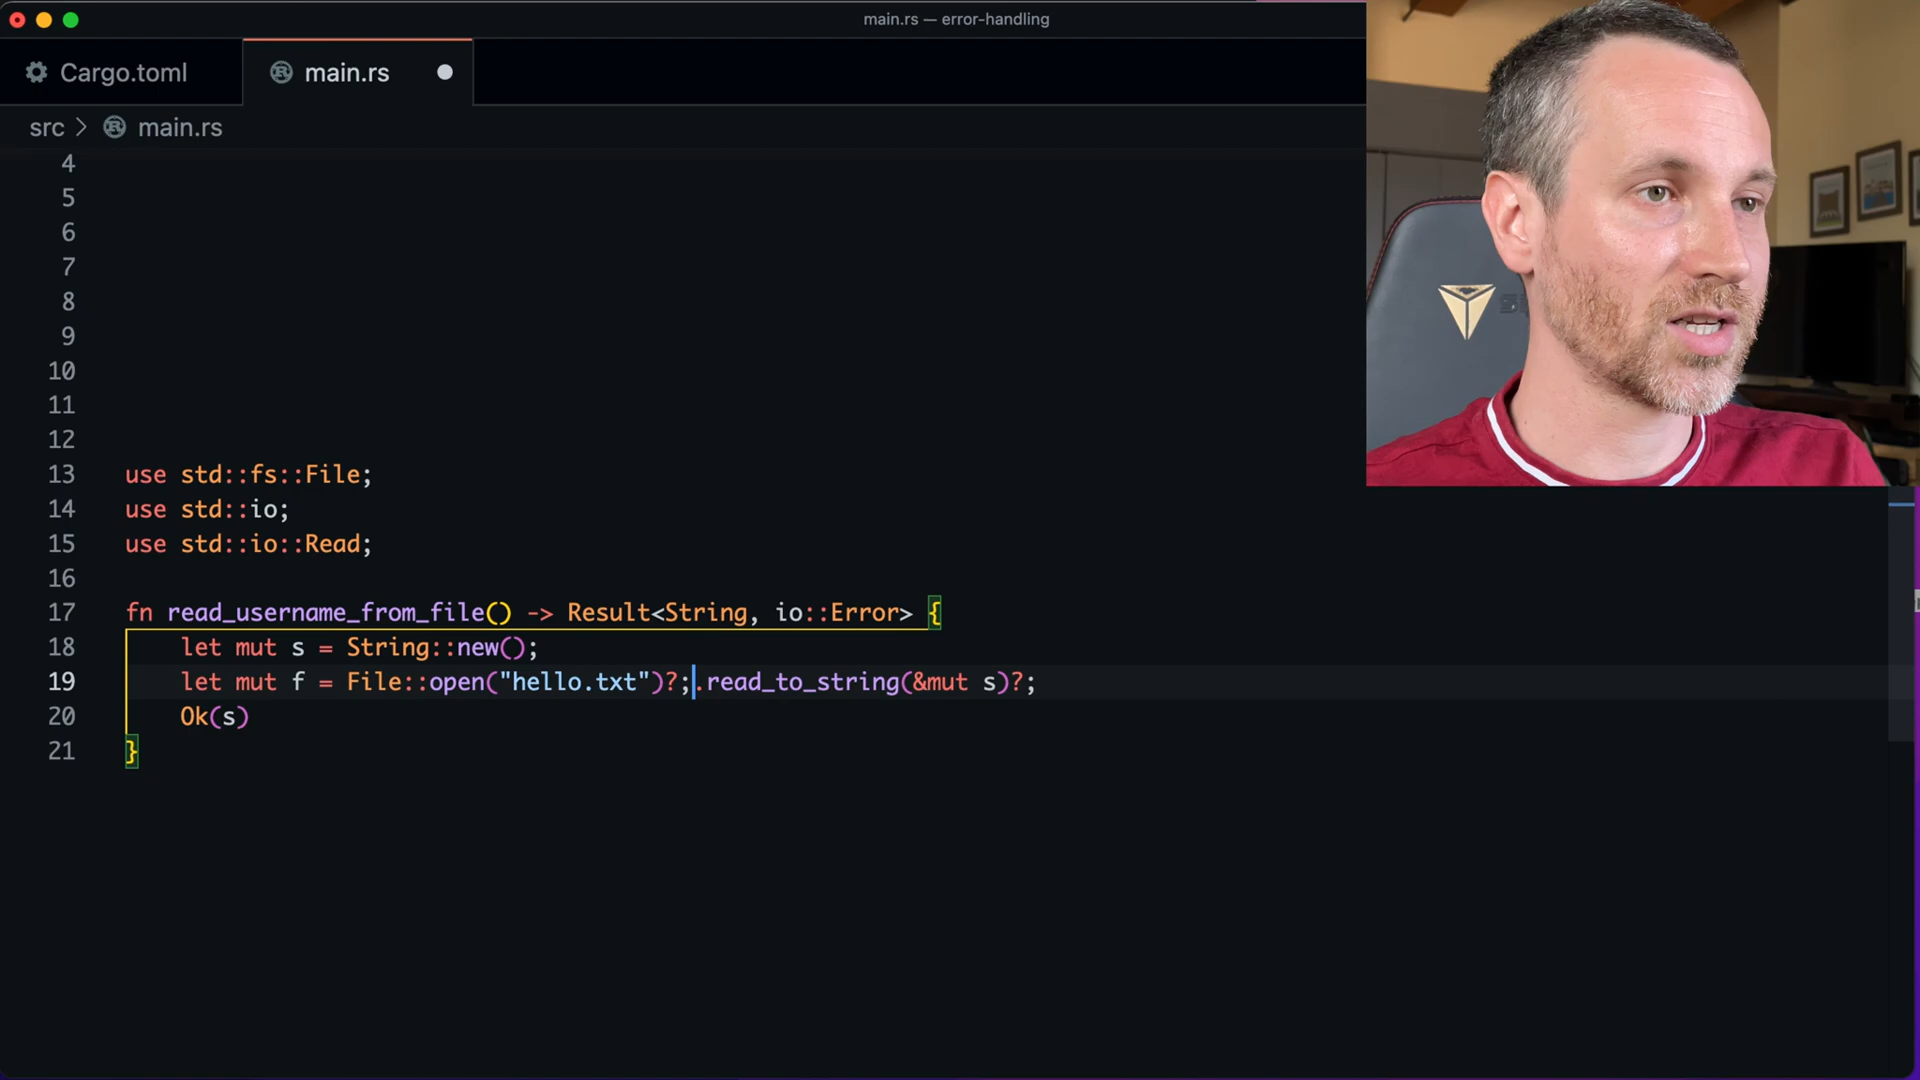 main.rs — error-handling
Cargo.toml
main.rs
src > main.rs
4
5
6
7
8
9
10
11
12
13 use std::fs::File;
14 use std::io;
15 use std::io::Read;
16
17 fn read_username_from_file() -> Result<String, io::Error> {
18     let mut s = String::new();
19     let mut f = File::open("hello.txt")?;.read_to_string(&mut s)?;
20     Ok(s)
21 }